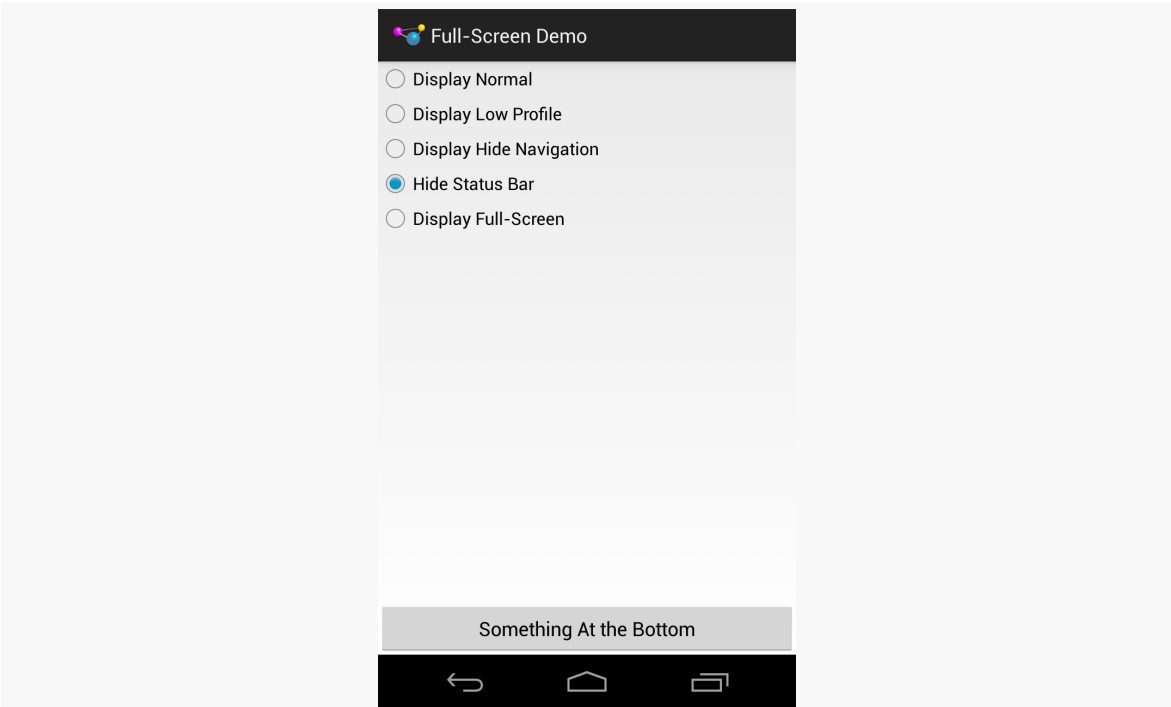 Full-Screen Demo
Display Normal
Display Low Profile
Display Hide Navigation
Hide Status Bar
Display Full-Screen
Something At the Bottom